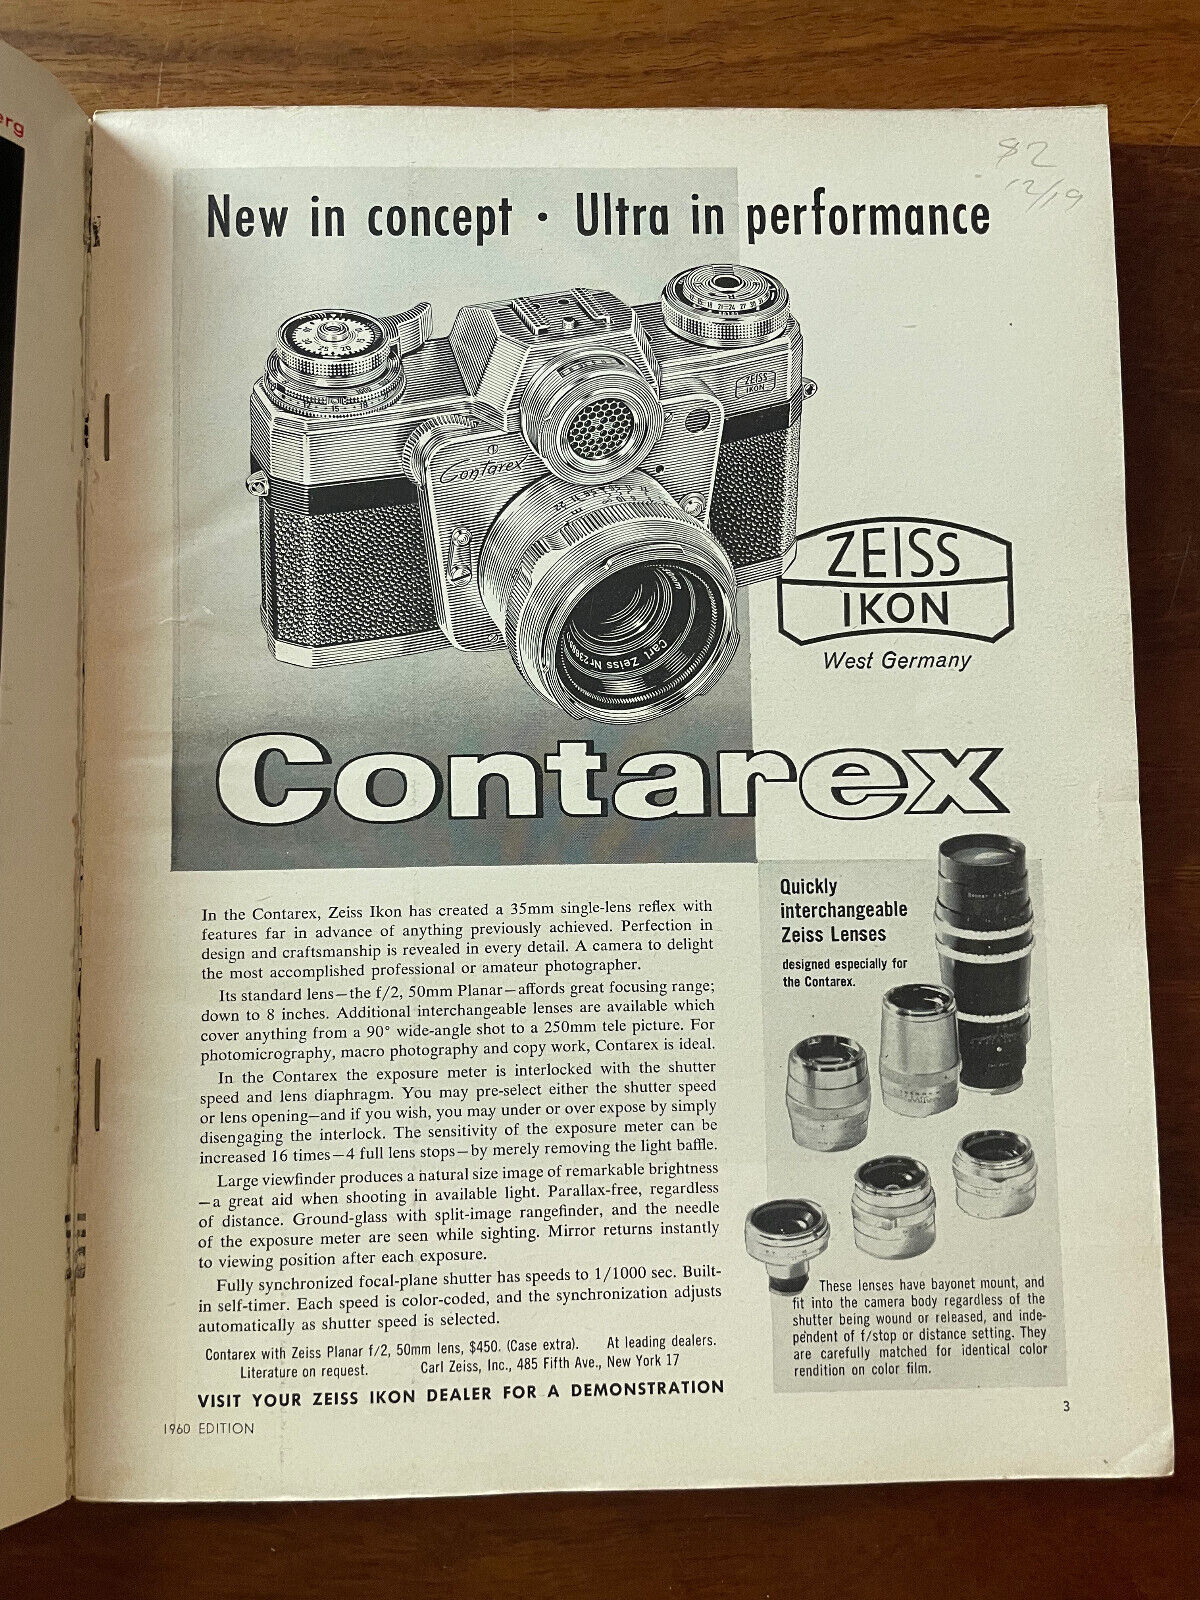 erg
$2
12/19
New in concept · Ultra in performance
ZEISS
IKON
Contarex
Carl Zeiss Nr
ZEISS
IKON
West Germany
Contarex
In the Contarex, Zeiss Ikon has created a 35mm single-lens reflex with
features far in advance of anything previously achieved. Perfection in
design and craftsmanship is revealed in every detail. A camera to delight
the most accomplished professional or amateur photographer.
Its standard lens—the f/2, 50mm Planar—affords great focusing range;
down to 8 inches. Additional interchangeable lenses are available which
cover anything from a 90° wide-angle shot to a 250mm tele picture. For
photomicrography, macro photography and copy work, Contarex is ideal.
In the Contarex the exposure meter is interlocked with the shutter
speed and lens diaphragm. You may pre-select either the shutter speed
or lens opening—and if you wish, you may under or over expose by simply
disengaging the interlock. The sensitivity of the exposure meter can be
increased 16 times—4 full lens stops—by merely removing the light baffle.
Large viewfinder produces a natural size image of remarkable brightness
—a great aid when shooting in available light. Parallax-free, regardless
of distance. Ground-glass with split-image rangefinder, and the needle
of the exposure meter are seen while sighting. Mirror returns instantly
to viewing position after each exposure.
Fully synchronized focal-plane shutter has speeds to 1/1000 sec. Built-
in self-timer. Each speed is color-coded, and the synchronization adjusts
automatically as shutter speed is selected.
Contarex with Zeiss Planar f/2, 50mm lens, $450. (Case extra). At leading dealers.
Literature on request. Carl Zeiss, Inc., 485 Fifth Ave., New York 17
VISIT YOUR ZEISS IKON DEALER FOR A DEMONSTRATION
Quickly
interchangeable
Zeiss Lenses
designed especially for
the Contarex.
These lenses have bayonet mount, and
fit into the camera body regardless of the
shutter being wound or released, and inde-
pendent of f/stop or distance setting. They
are carefully matched for identical color
rendition on color film.
1960 EDITION
3